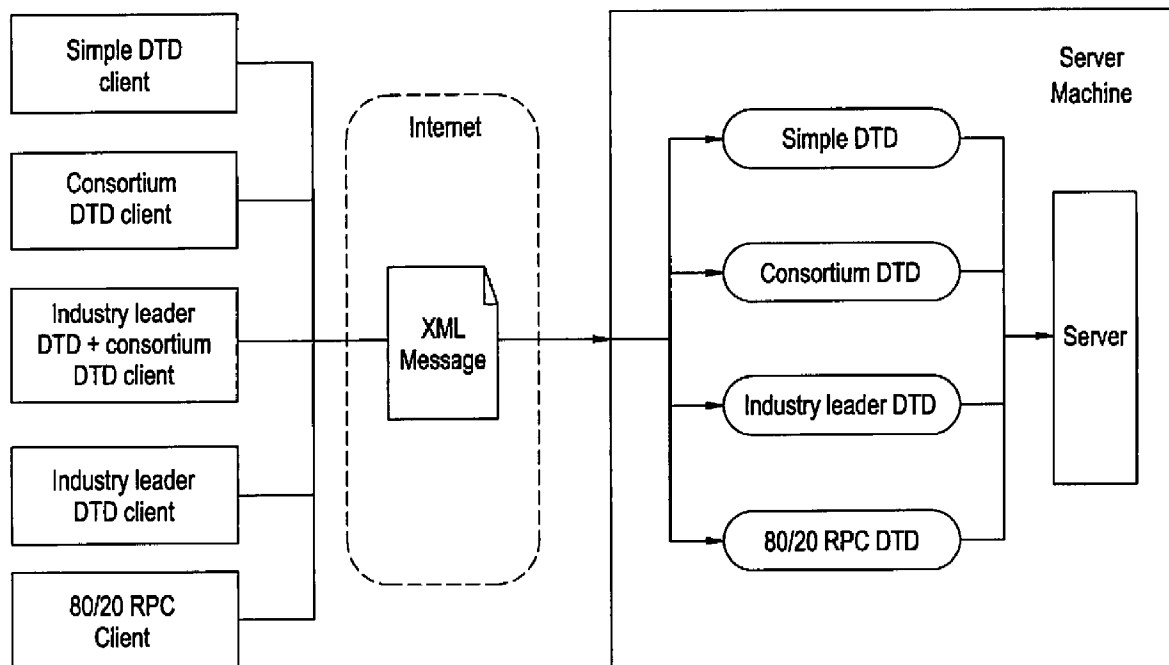 Simple DTD
client
Consortium
DTD client
Industry leader
DTD + consortium
DTD client
Industry leader
DTD client
80/20 RPC
Client
Internet
XML
Message
Server
Machine
Simple DTD
Consortium DTD
Industry leader DTD
80/20 RPC DTD
Server